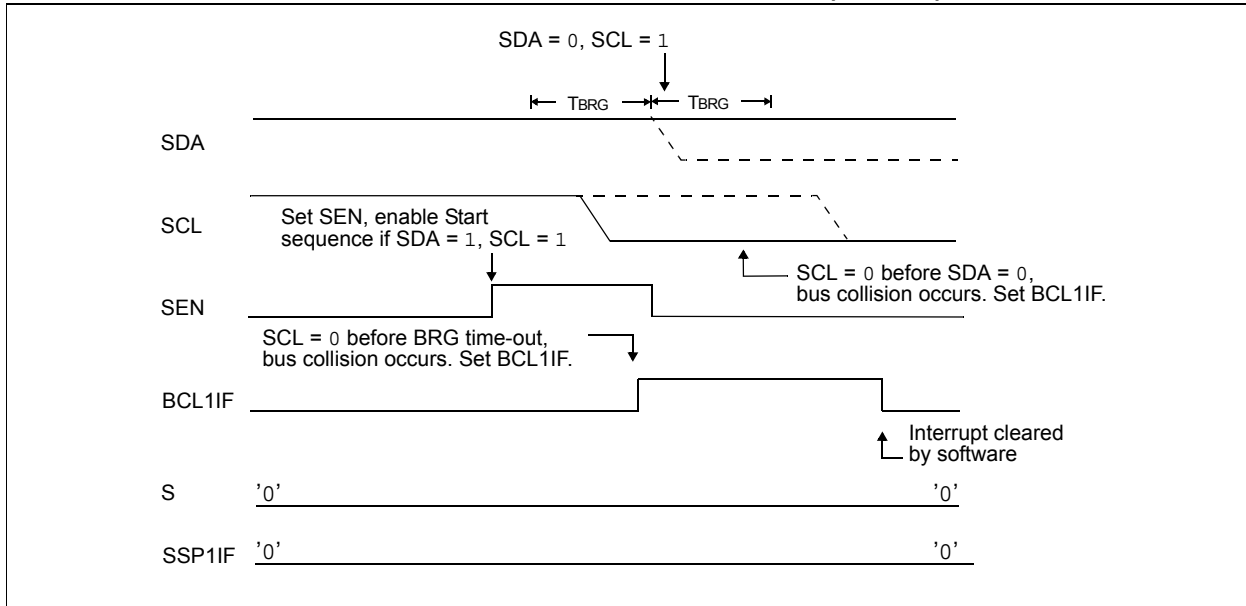 SDA = 0, SCL = 1
TBRG TBRG
SDA
SCL
Set SEN, enable Start
sequence if SDA = 1, SCL = 1
SCL = 0 before SDA = 0,
bus collision occurs. Set BCL1IF.
SEN
SCL = 0 before BRG time-out,
bus collision occurs. Set BCL1IF.
BCL1IF
Interrupt cleared
by software
S '0' '0'
SSP1IF '0' '0'